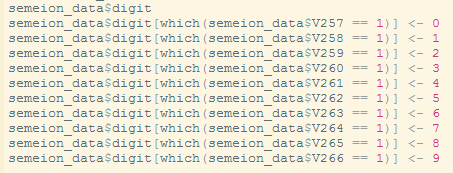 semeion_data$digit
semeion_data$digit[which(semeion_data$V257 == 1)] <- 0
semeion_data$digit[which(semeion_data$V258 == 1)] <- 1
semeion_data$digit[which(semeion_data$V259 == 1)] <- 2
semeion_data$digit[which(semeion_data$V260 == 1)] <- 3
semeion_data$digit[which(semeion_data$V261 == 1)] <- 4
semeion_data$digit[which(semeion_data$V262 == 1)] <- 5
semeion_data$digit[which(semeion_data$V263 == 1)] <- 6
semeion_data$digit[which(semeion_data$V264 == 1)] <- 7
semeion_data$digit[which(semeion_data$V265 == 1)] <- 8
semeion_data$digit[which(semeion_data$V266 == 1)] <- 9